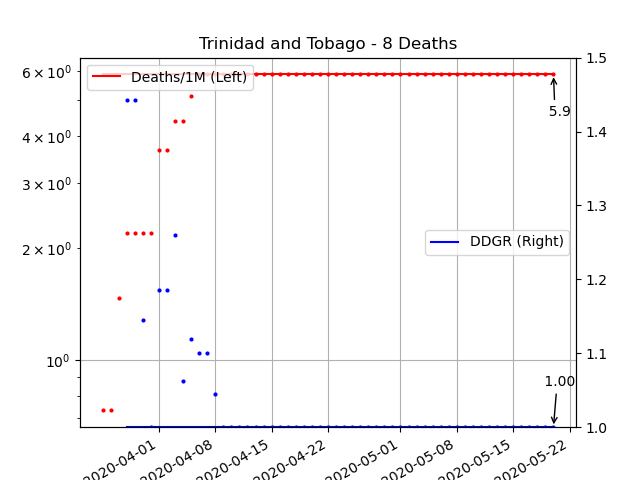 Trinidad and Tobago - 8 Deaths
Deaths/1M (Left)
DDGR (Right)
5.9
1.00
6 × 10⁰
4 × 10⁰
3 × 10⁰
2 × 10⁰
10⁰
1.5
1.4
1.3
1.2
1.1
1.0
2020-04-01
2020-04-08
2020-04-15
2020-04-22
2020-05-01
2020-05-08
2020-05-15
2020-05-22